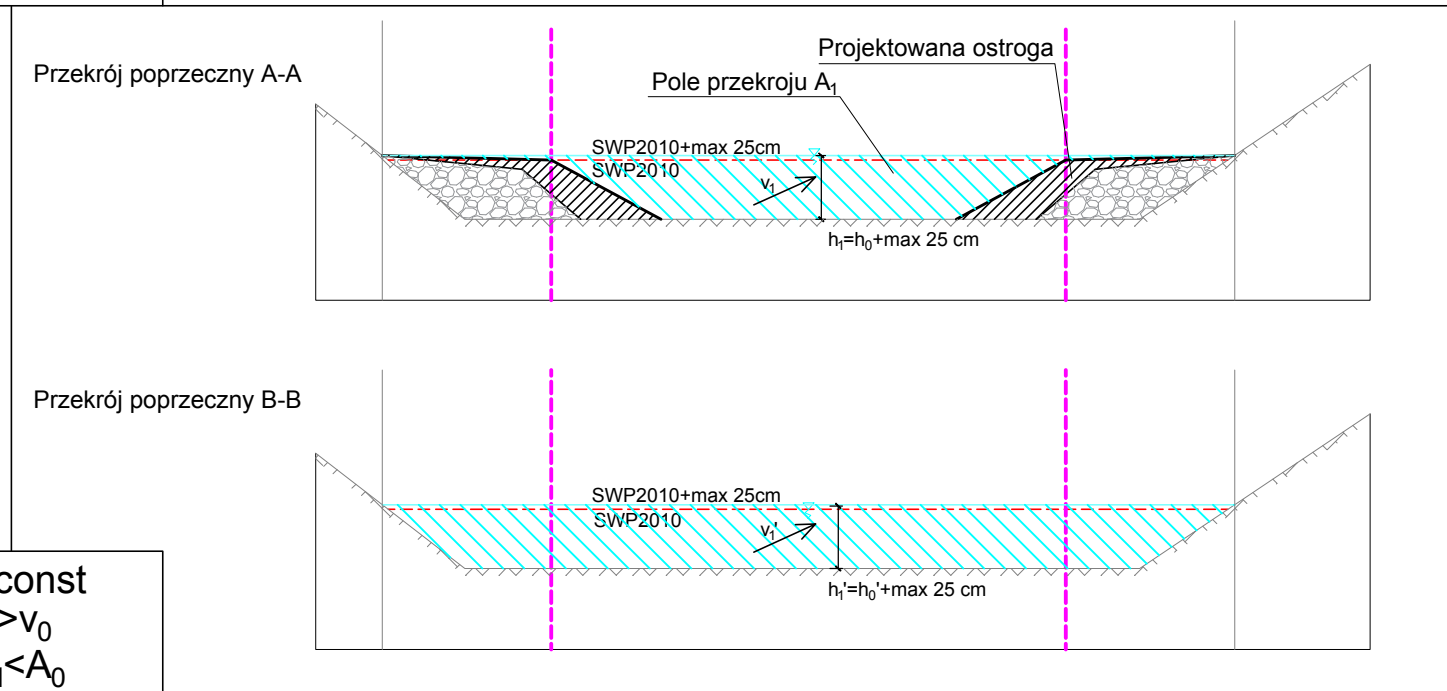 Przekrój poprzeczny A-A
Projektowana ostroga
Pole przekroju A₁
SWP2010+max 25cm
SWP2010
v₁
h₁=h₀+max 25 cm
Przekrój poprzeczny B-B
SWP2010+max 25cm
SWP2010
v₁'
h₁'=h₀'+max 25 cm
const
>v₀
<A₀